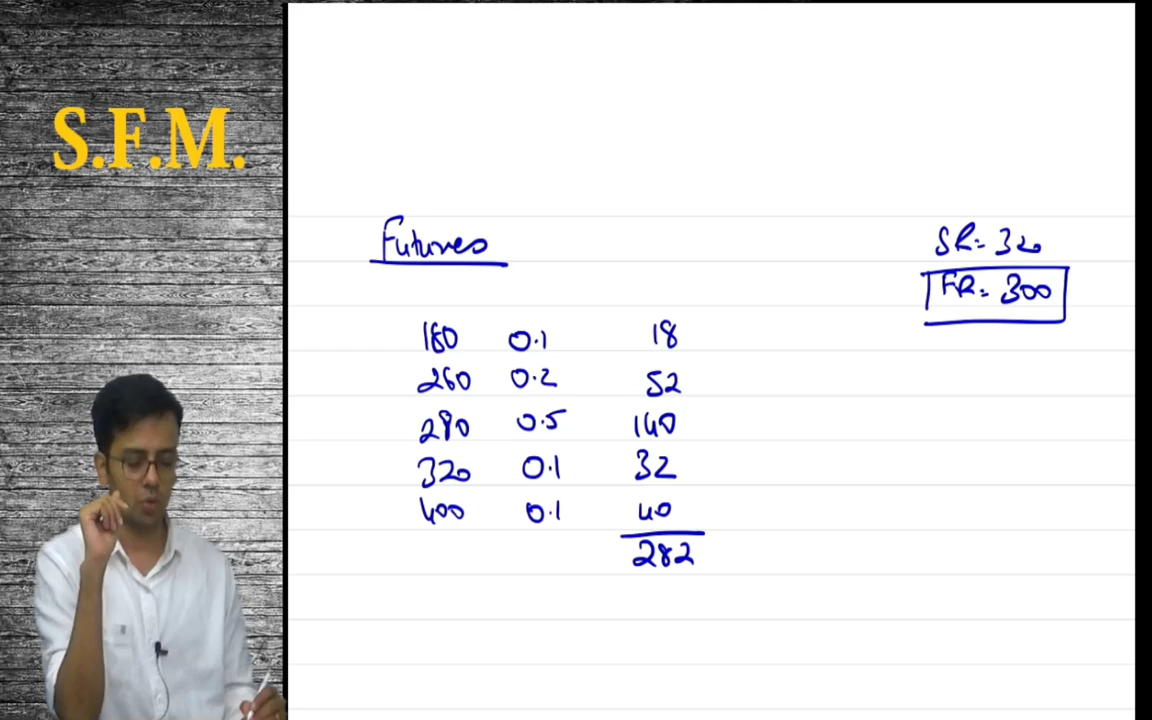 S.F.M.
Futures
SR = 320
FR = 300
180 0.1 18
260 0.2 52
280 0.5 140
320 0.1 32
400 0.1 40
282